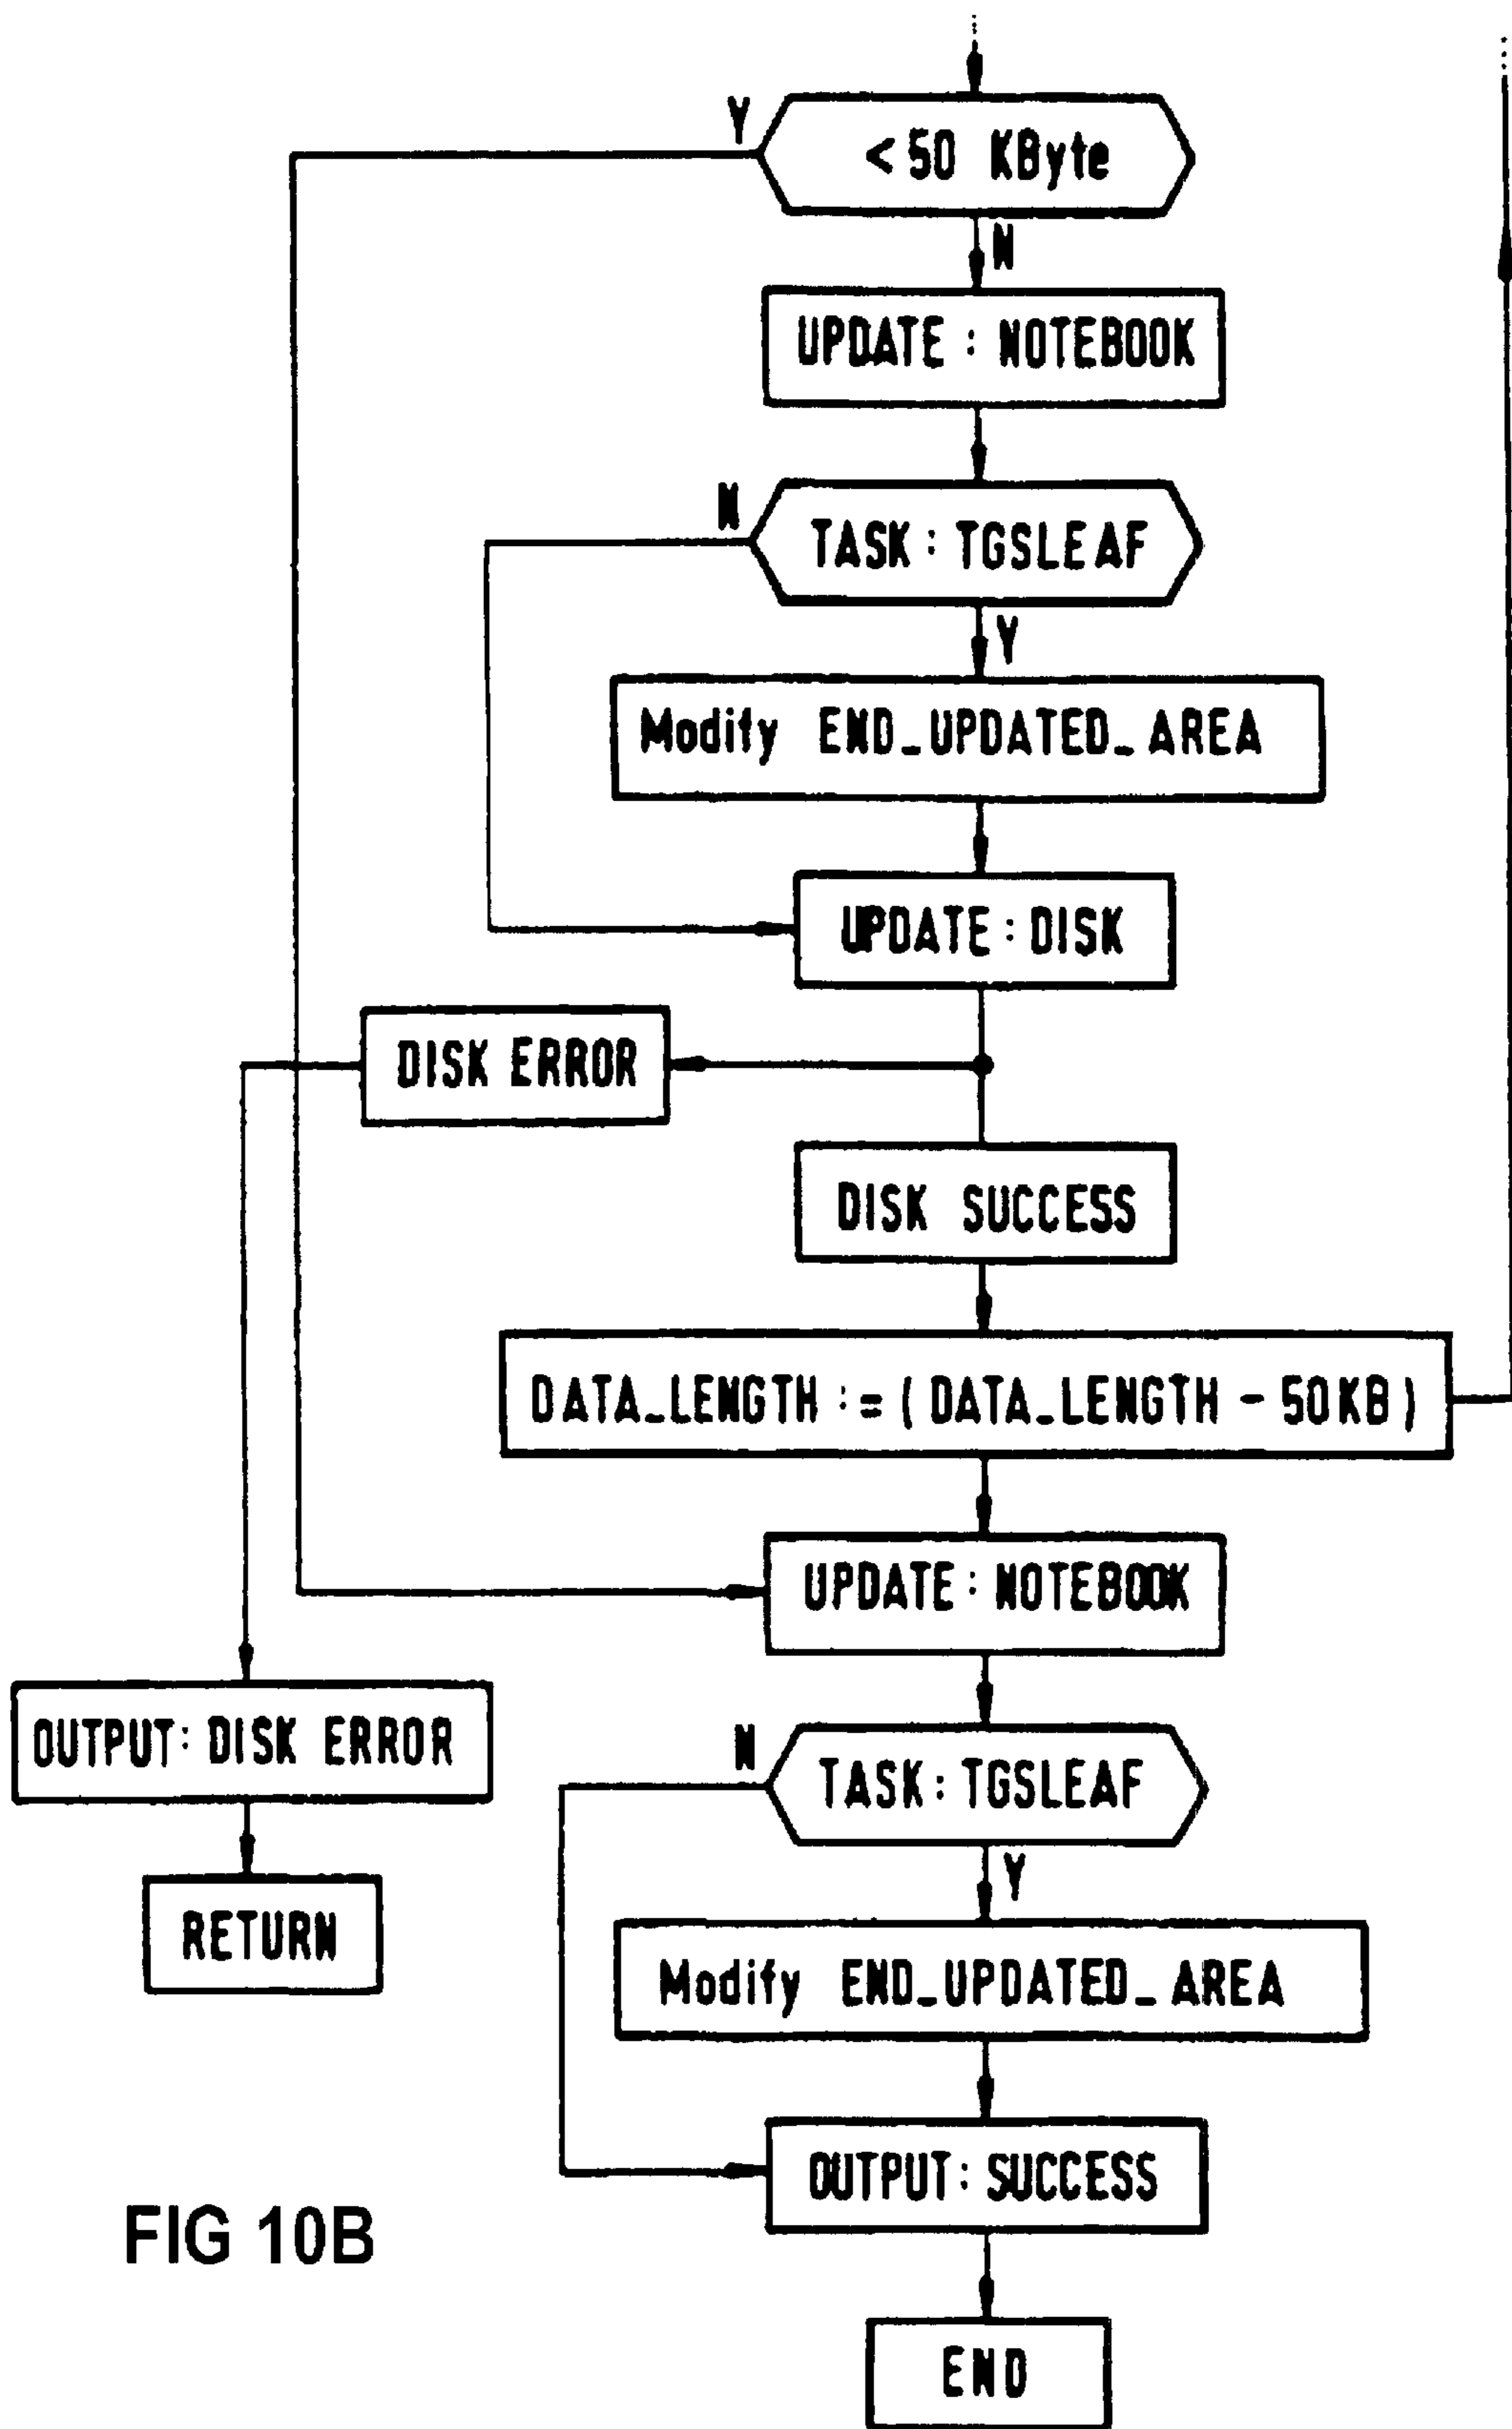 Y
< 50 KByte
N
UPDATE : NOTEBOOK
N
TASK : TGSLEAF
Y
Modify END_UPDATED_AREA
UPDATE : DISK
DISK ERROR
DISK SUCCESS
DATA_LENGTH := ( DATA_LENGTH - 50KB )
UPDATE : NOTEBOOK
OUTPUT: DISK ERROR
N
TASK : TGSLEAF
Y
RETURN
Modify END_UPDATED_AREA
OUTPUT: SUCCESS
FIG 10B
END